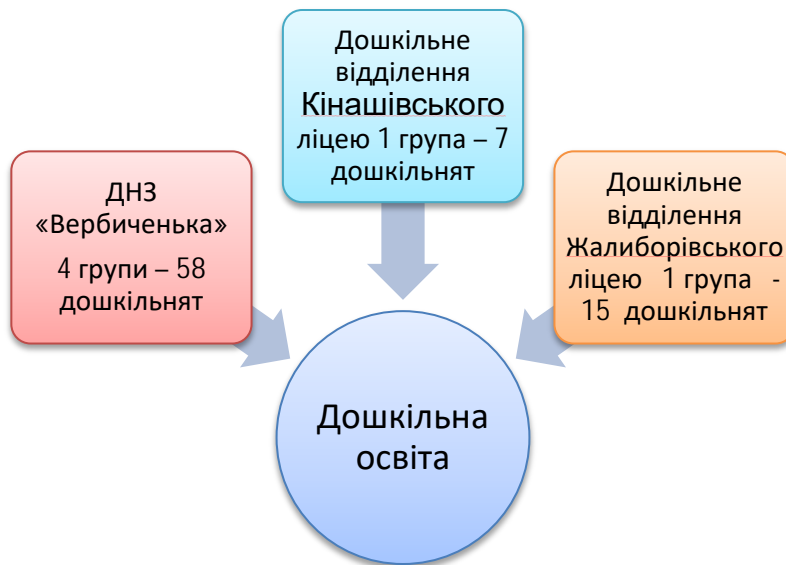 Дошкільне
відділення
Кінашівського
ліцею 1 група – 7
дошкільнят
ДНЗ
«Вербиченька»
4 групи – 58
дошкільнят
Дошкільне
відділення
Жалиборівського
ліцею 1 група -
15 дошкільнят
Дошкільна
освіта